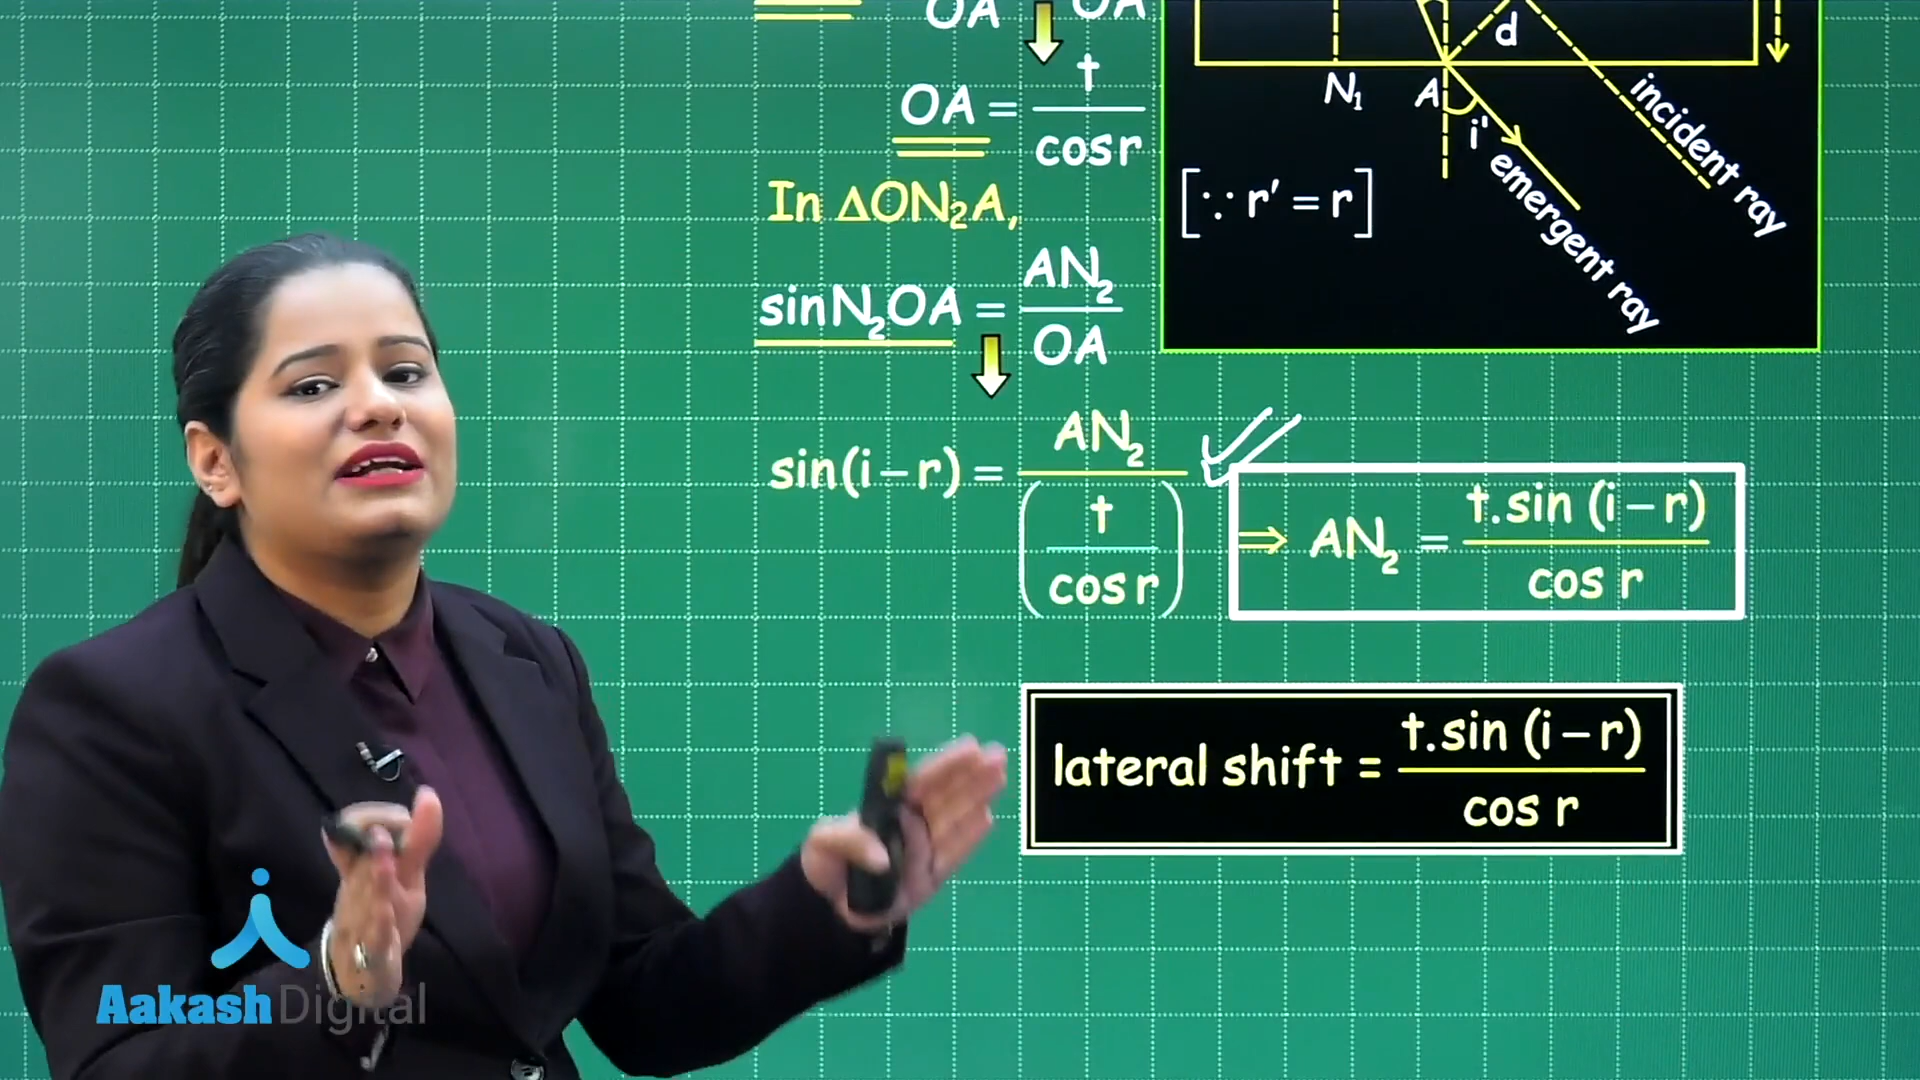 OA OA
OA = t / cos r
In ΔON₂A,
sinN₂OA = AN₂ / OA
sin(i – r) = AN₂ / (t / cos r)
⇒ AN₂ = t.sin (i – r) / cos r
lateral shift = t.sin (i – r) / cos r
d
N₁ A
i'
incident ray
emergent ray
[∵ r′ = r]
Aakash Digital